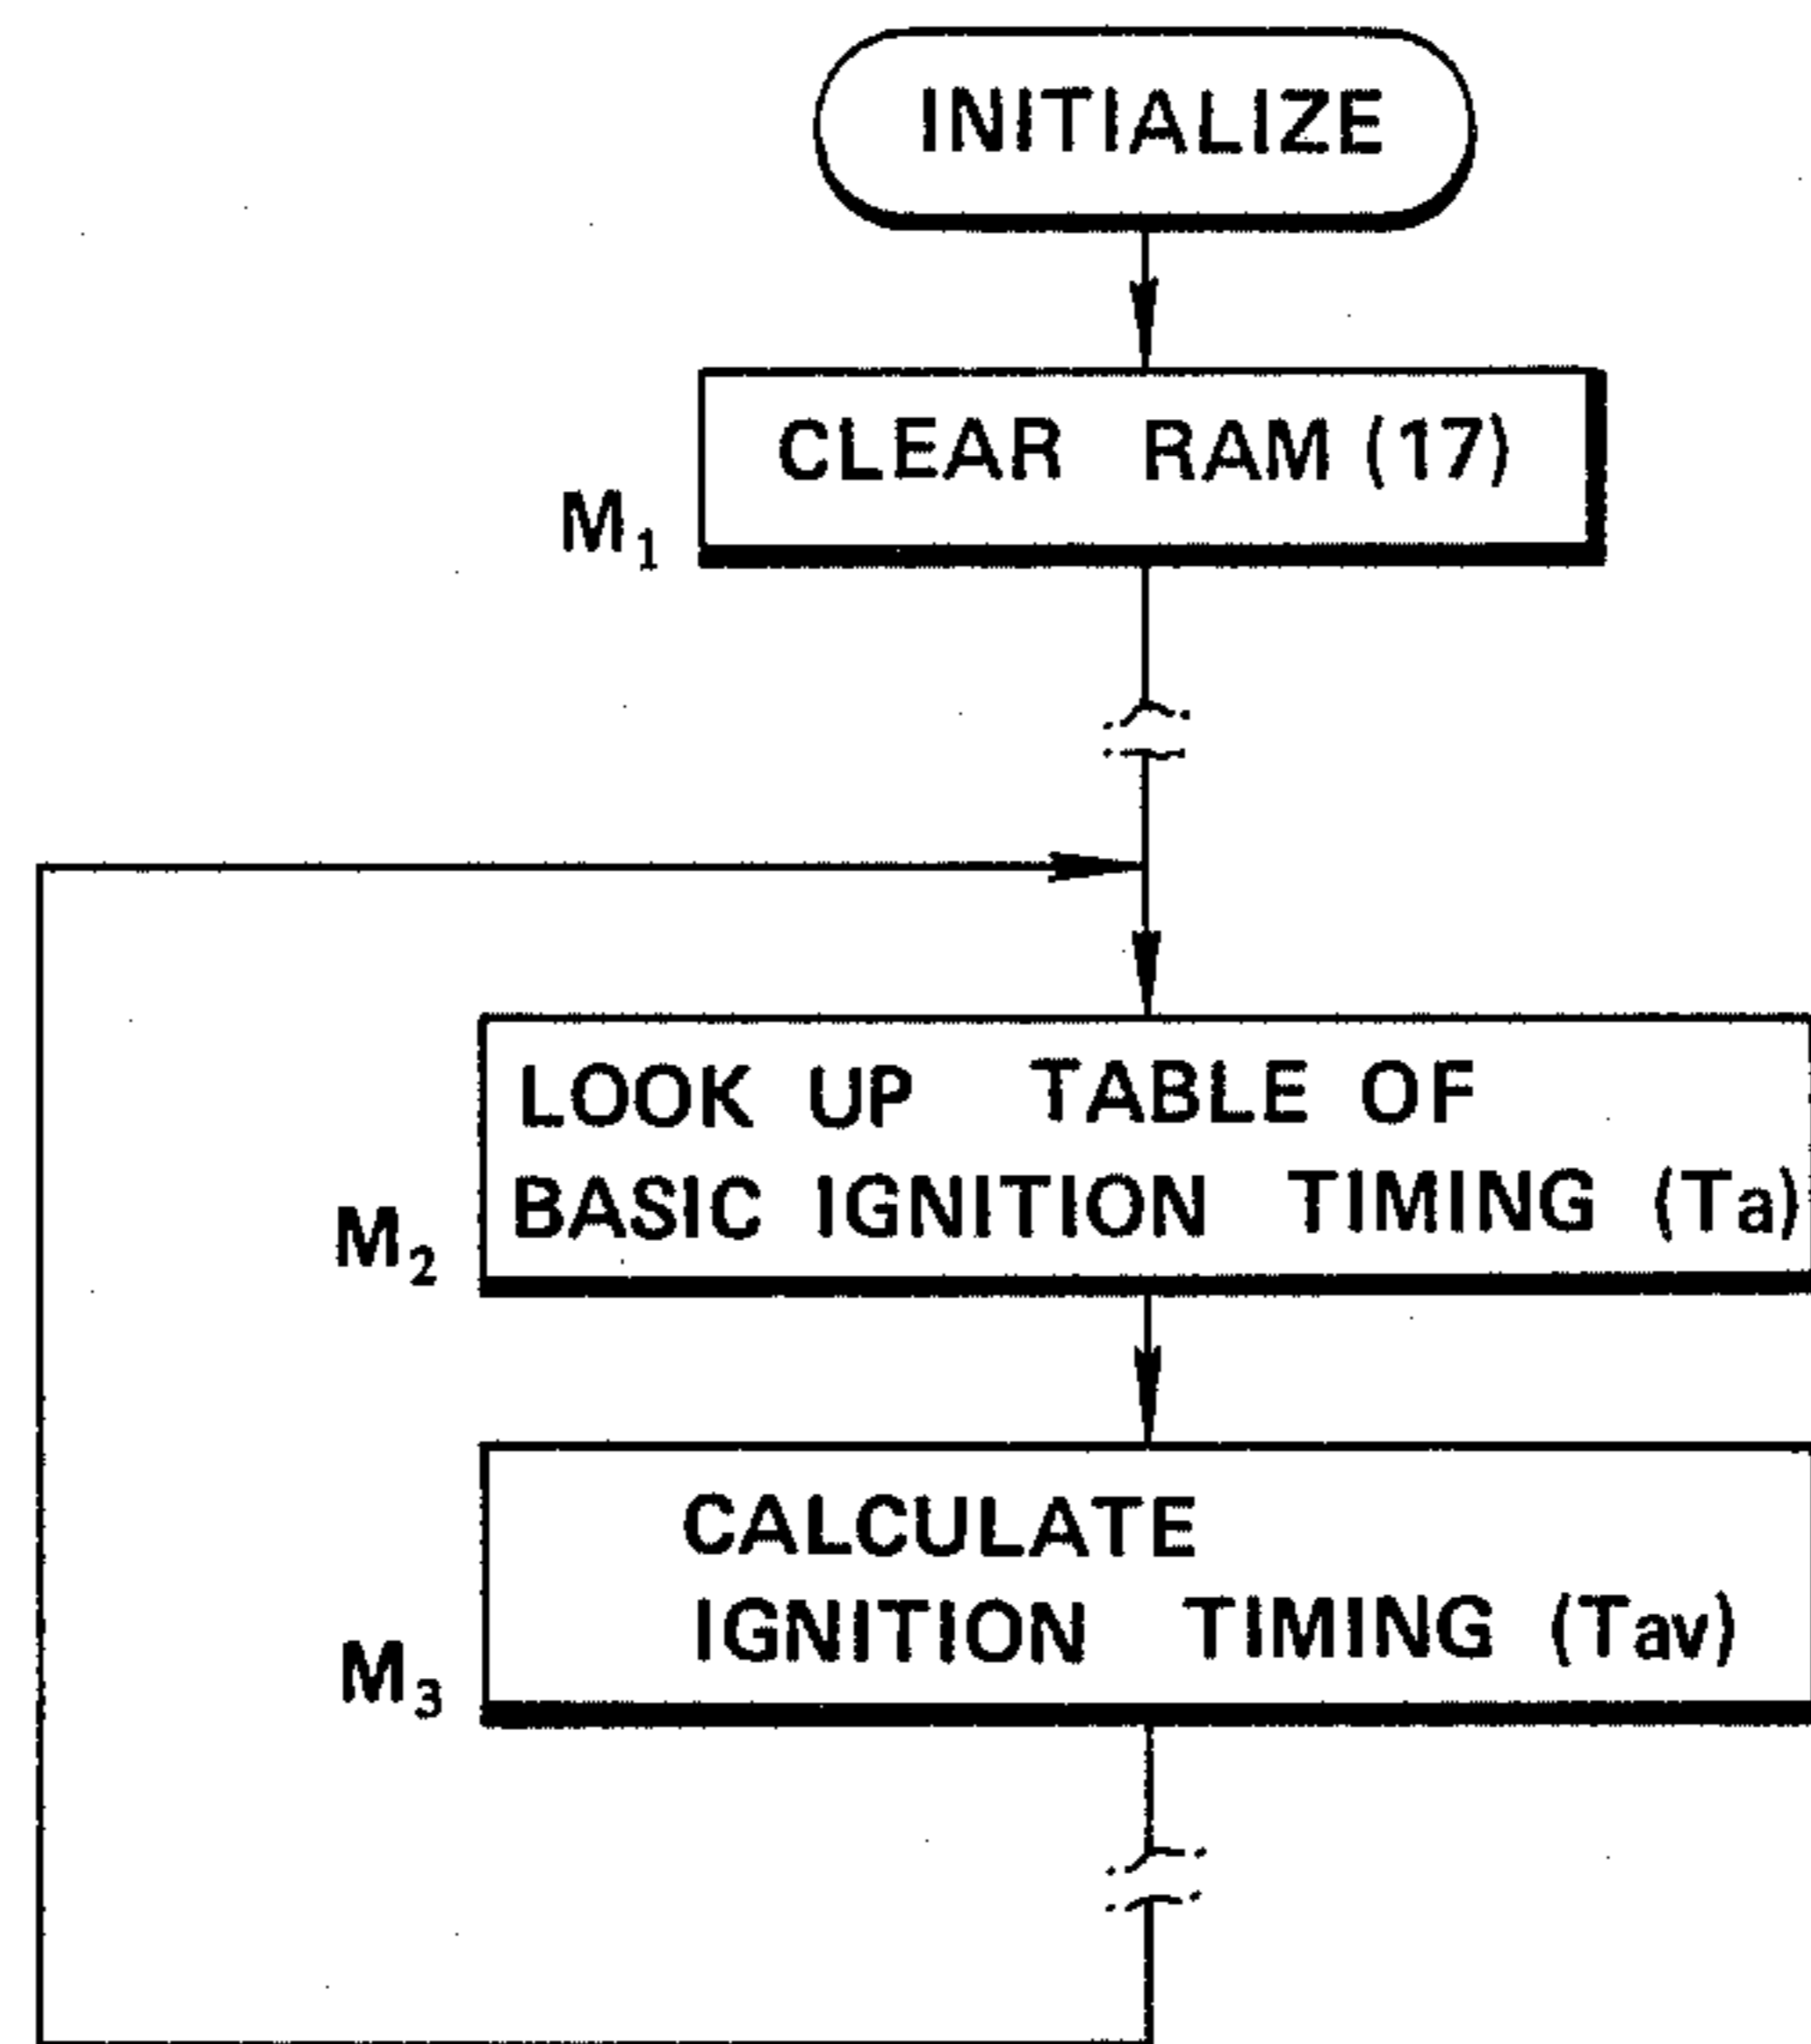 INITIALIZE
CLEAR RAM (17)
M₁
LOOK UP TABLE OF
BASIC IGNITION TIMING (Ta)
M₂
CALCULATE
IGNITION TIMING (Tav)
M₃